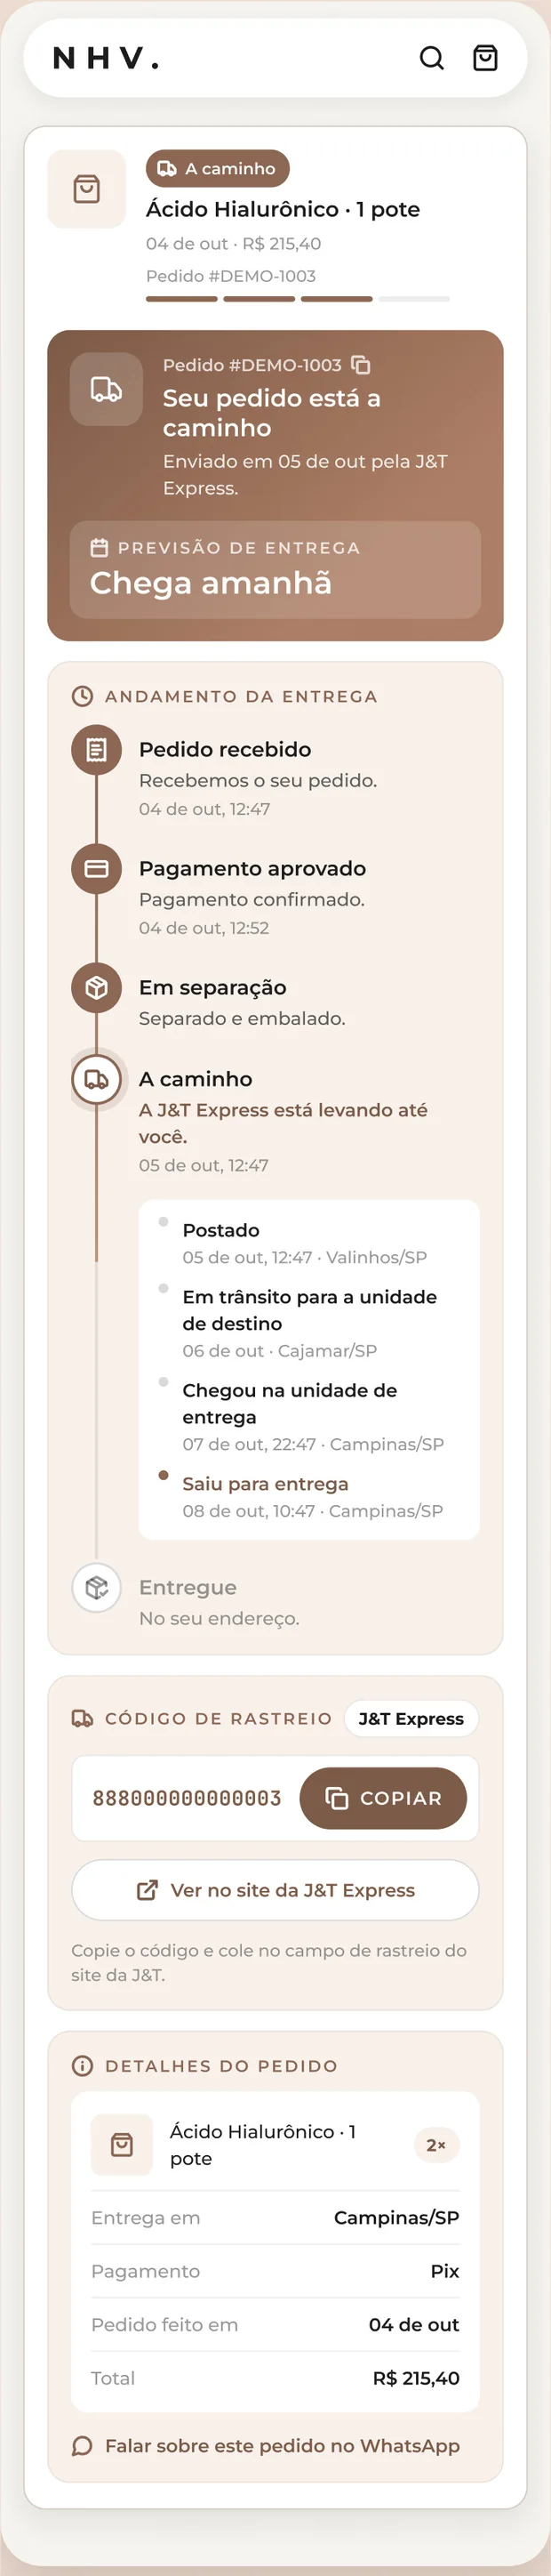 NHV.
A caminho
Ácido Hialurônico · 1 pote
04 de out · R$ 215,40
Pedido #DEMO-1003
Pedido #DEMO-1003
Seu pedido está a
caminho
Enviado em 05 de out pela J&T
Express.
PREVISÃO DE ENTREGA
Chega amanhã
ANDAMENTO DA ENTREGA
Pedido recebido
Recebemos o seu pedido.
04 de out, 12:47
Pagamento aprovado
Pagamento confirmado.
04 de out, 12:52
Em separação
Separado e embalado.
A caminho
A J&T Express está levando até
você.
05 de out, 12:47
Postado
05 de out, 12:47 · Valinhos/SP
Em trânsito para a unidade
de destino
06 de out · Cajamar/SP
Chegou na unidade de
entrega
07 de out, 22:47 · Campinas/SP
Saiu para entrega
08 de out, 10:47 · Campinas/SP
Entregue
No seu endereço.
CÓDIGO DE RASTREIO J&T Express
888000000000003 COPIAR
Ver no site da J&T Express
Copie o código e cole no campo de rastreio do
site da J&T.
DETALHES DO PEDIDO
Ácido Hialurônico · 1
pote
2×
Entrega em Campinas/SP
Pagamento Pix
Pedido feito em 04 de out
Total R$ 215,40
Falar sobre este pedido no WhatsApp